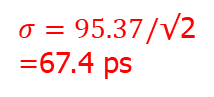 σ = 95.37/√2
=67.4 ps